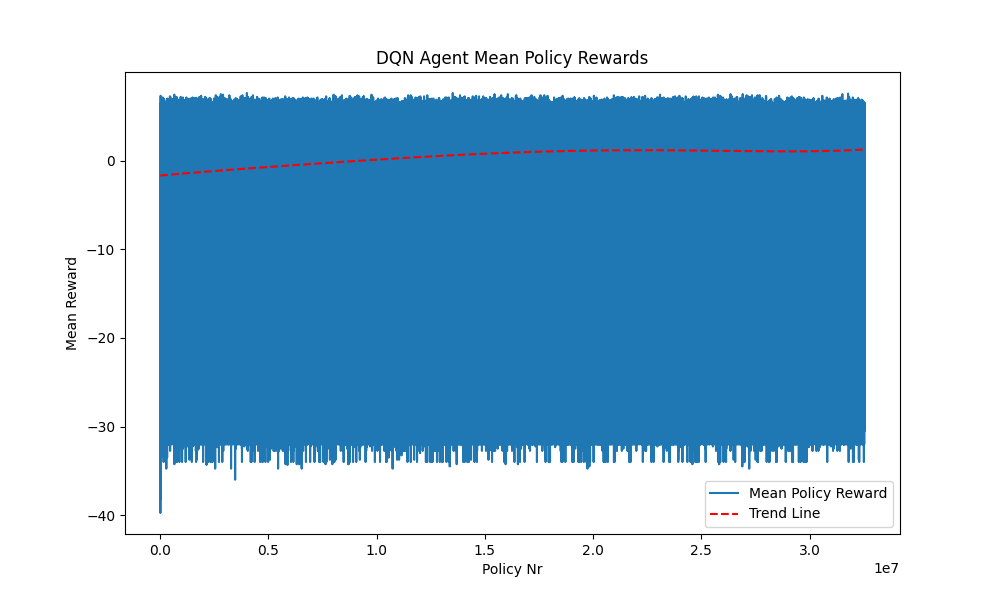 DQN Agent Mean Policy Rewards
Mean Reward
0
−10
−20
−30
−40
Mean Policy Reward
Trend Line
0.0 0.5 1.0 1.5 2.0 2.5 3.0
1e7
Policy Nr